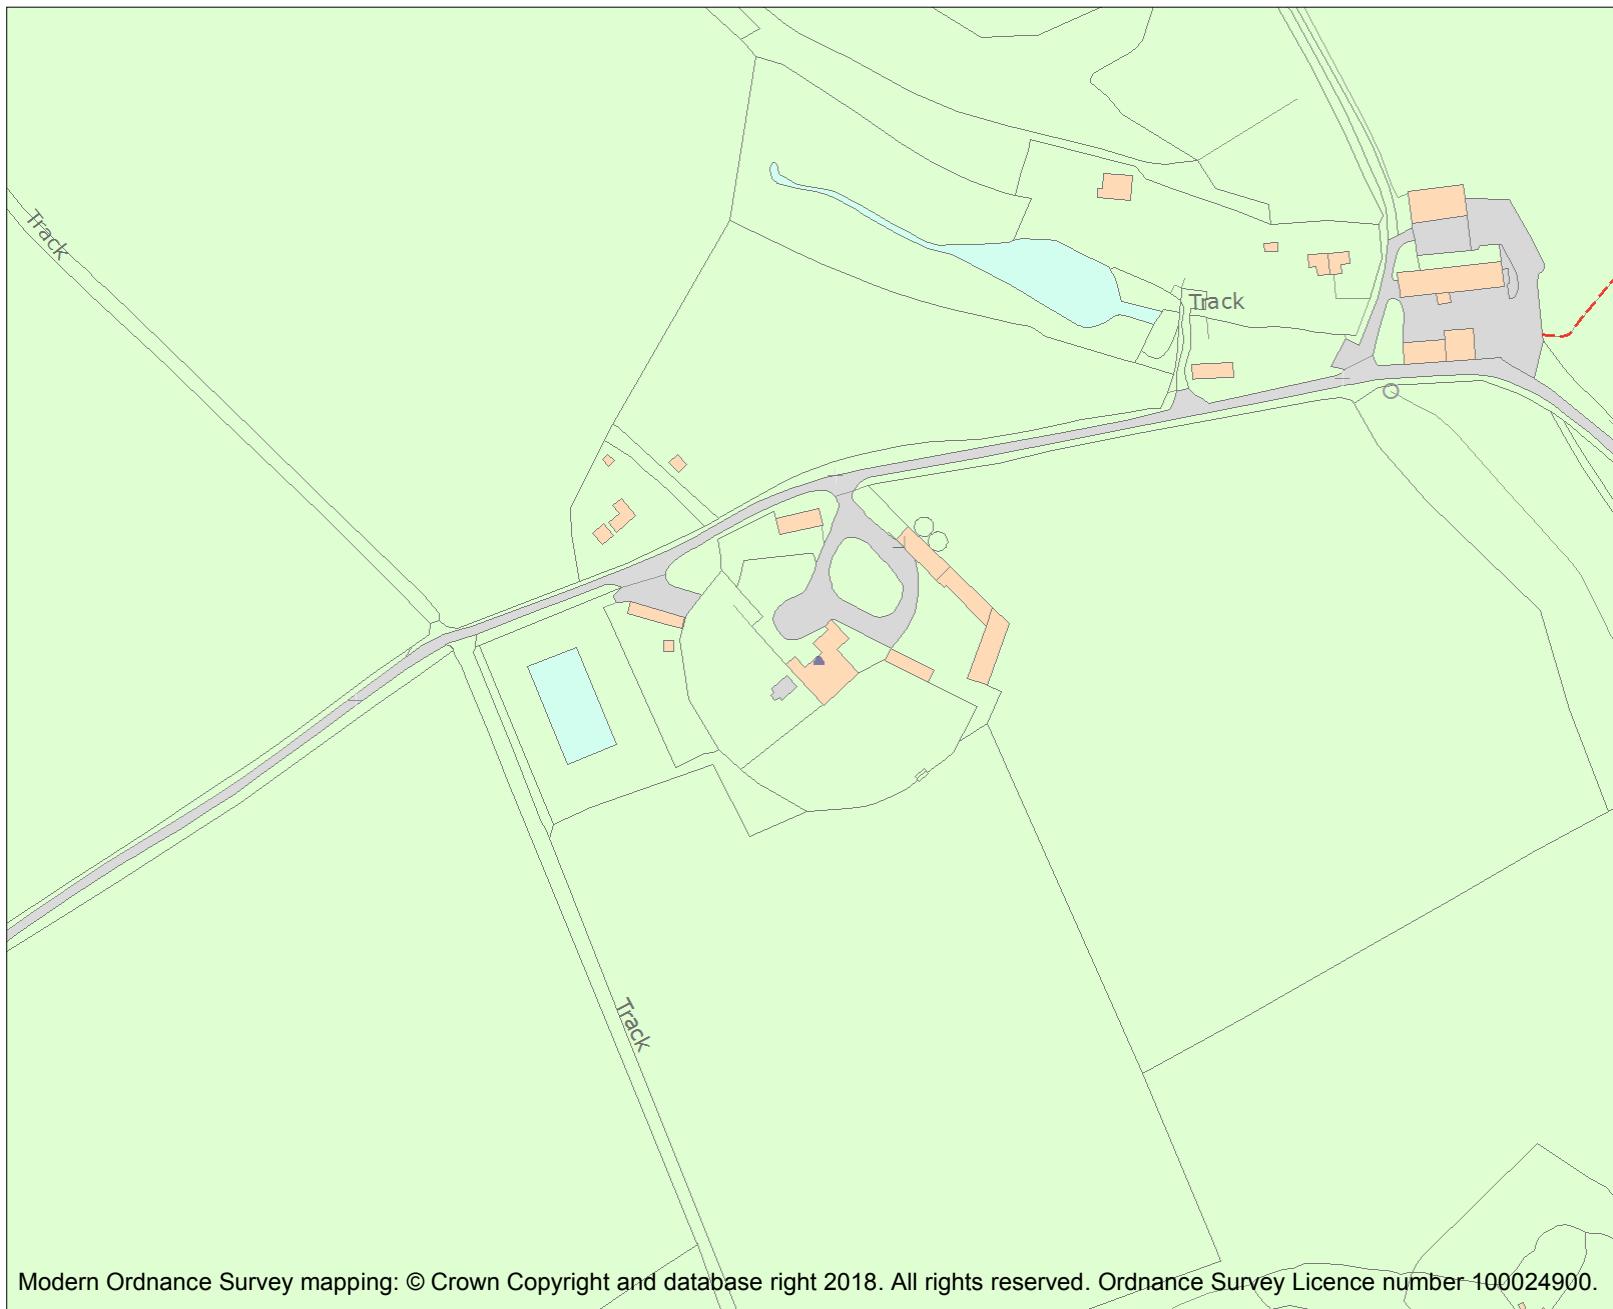 Track
Track
Track
Modern Ordnance Survey mapping: © Crown Copyright and database right 2018. All rights reserved. Ordnance Survey Licence number 100024900.